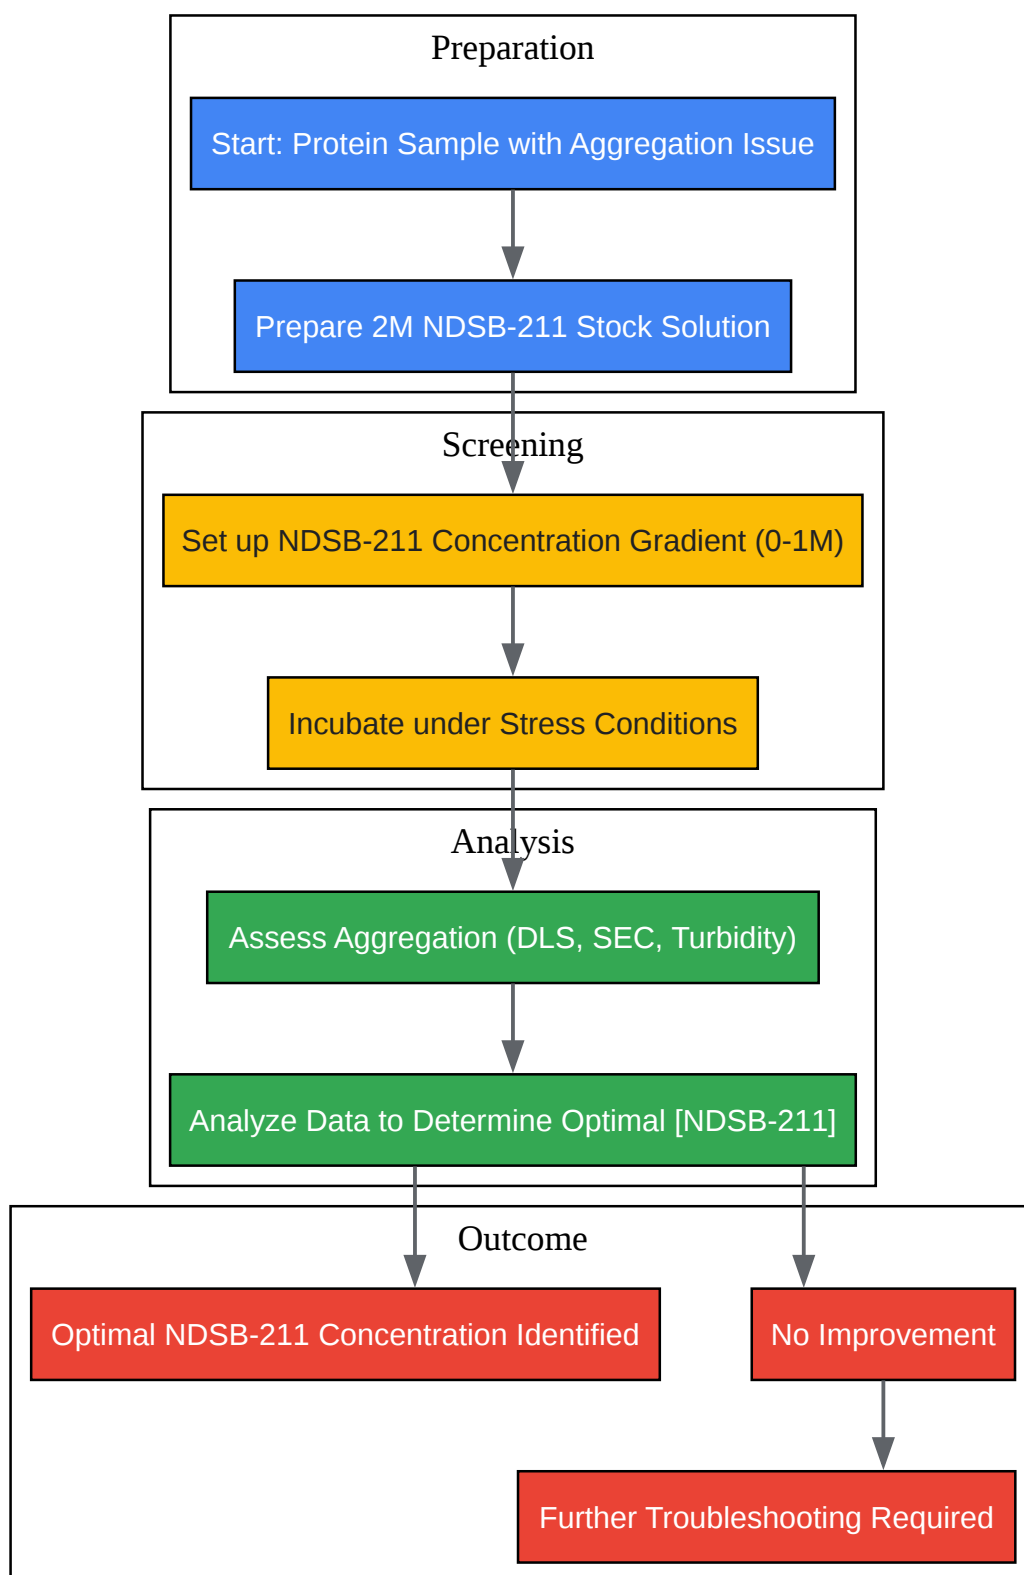 Preparation
Start: Protein Sample with Aggregation Issue
Prepare 2M NDSB-211 Stock Solution
Screening
Set up NDSB-211 Concentration Gradient (0-1M)
Incubate under Stress Conditions
Analysis
Assess Aggregation (DLS, SEC, Turbidity)
Analyze Data to Determine Optimal [NDSB-211]
Outcome
Optimal NDSB-211 Concentration Identified
No Improvement
Further Troubleshooting Required